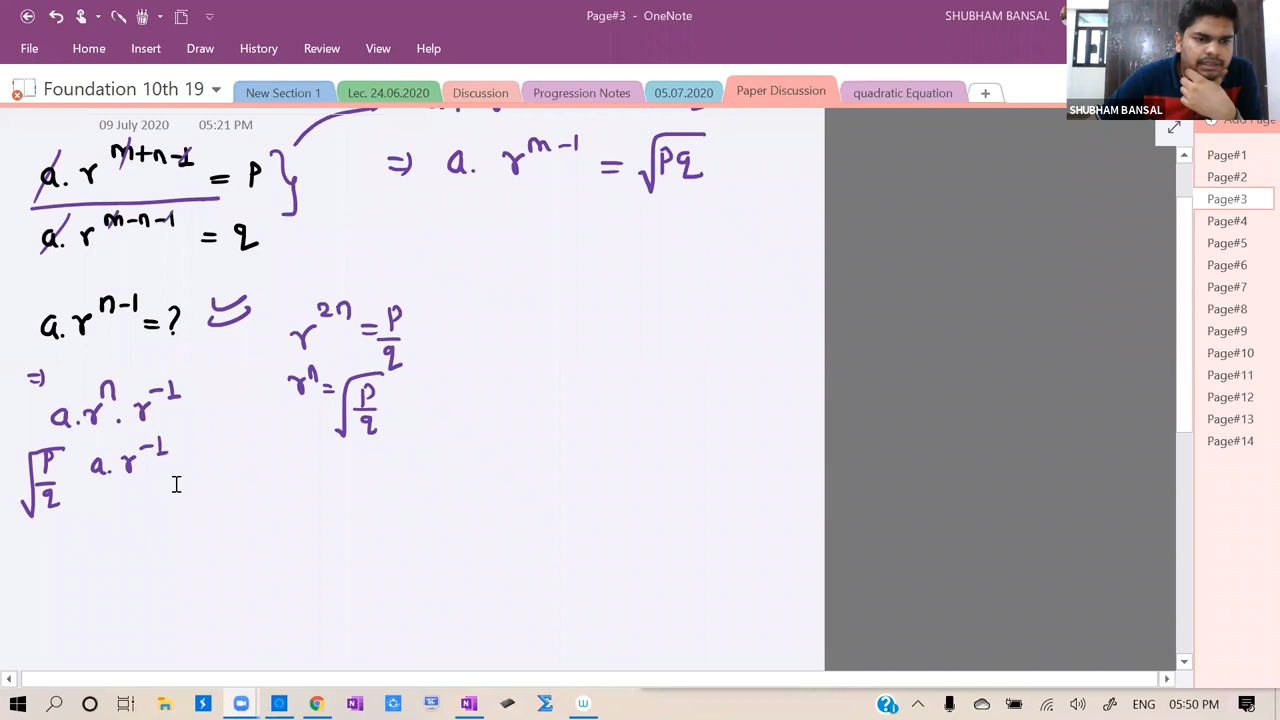 Page#3 - OneNote
SHUBHAM BANSAL
File Home Insert Draw History Review View Help
Foundation 10th 19
New Section 1
Lec. 24.06.2020
Discussion
Progression Notes
05.07.2020
Paper Discussion
quadratic Equation
SHUBHAM BANSAL
Add Page
09 July 2020 05:21 PM
a. r^{m+n-1} = p
a. r^{m-n-1} = q
⇒ a. r^{m-1} = √pq
a. r^{n-1} = ?
r^{2n} = p/q
r^n = √(p/q)
⇒
a. r^n . r^{-1}
√(p/q) a. r^{-1}
Page#1
Page#2
Page#3
Page#4
Page#5
Page#6
Page#7
Page#8
Page#9
Page#10
Page#11
Page#12
Page#13
Page#14
ENG 05:50 PM